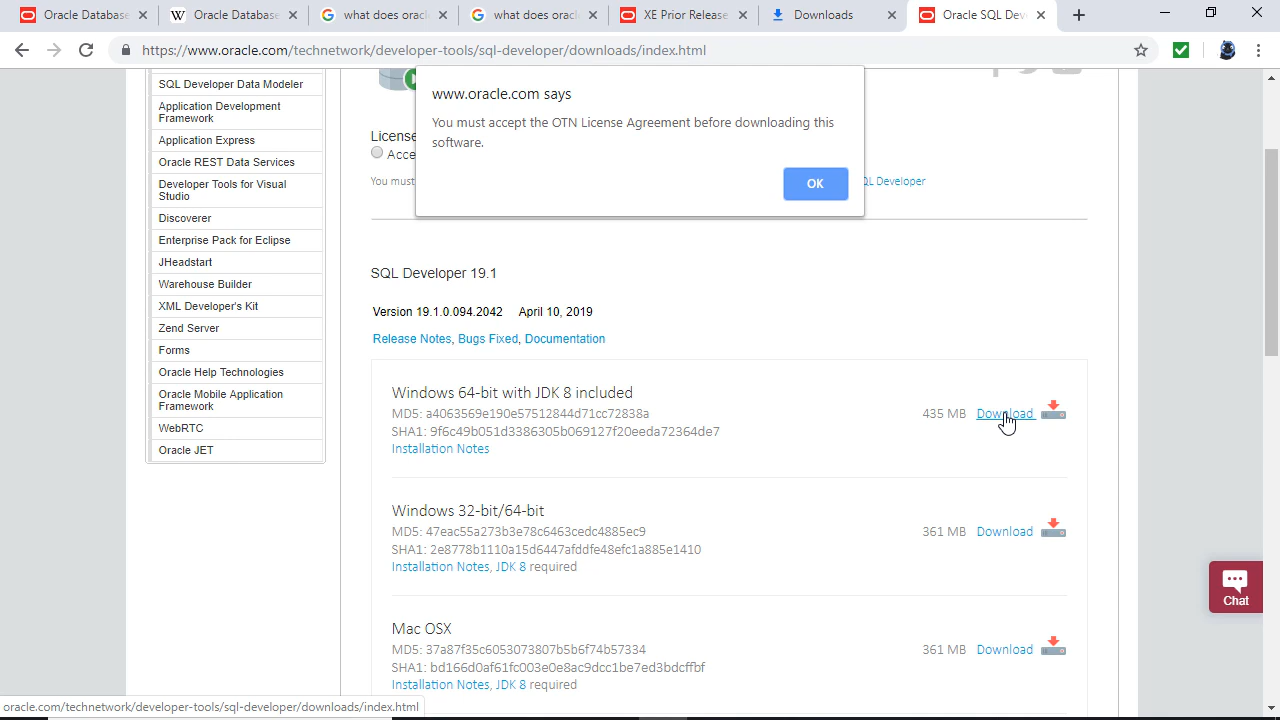 Oracle Database
Oracle Database
what does oracl
what does oracl
XE Prior Release
Downloads
Oracle SQL Dev
https://www.oracle.com/technetwork/developer-tools/sql-developer/downloads/index.html
SQL Developer Data Modeler
Application Development
Framework
Application Express
Oracle REST Data Services
Developer Tools for Visual
Studio
Discoverer
Enterprise Pack for Eclipse
JHeadstart
Warehouse Builder
XML Developer's Kit
Zend Server
Forms
Oracle Help Technologies
Oracle Mobile Application
Framework
WebRTC
Oracle JET
www.oracle.com says
You must accept the OTN License Agreement before downloading this
software.
OK
License
Acce
You must
QL Developer
SQL Developer 19.1
Version 19.1.0.094.2042 April 10, 2019
Release Notes, Bugs Fixed, Documentation
Windows 64-bit with JDK 8 included
MD5: a4063569e190e57512844d71cc72838a
435 MB Download
SHA1: 9f6c49b051d3386305b069127f20eeda72364de7
Installation Notes
Windows 32-bit/64-bit
MD5: 47eac55a273b3e78c6463cedc4885ec9
361 MB Download
SHA1: 2e8778b1110a15d6447afddfe48efc1a885e1410
Installation Notes, JDK 8 required
Mac OSX
MD5: 37a87f35c6053073807b5b6f74b57334
361 MB Download
SHA1: bd166d0af61fc003e0e8ac9dcc1be7ed3bdcffbf
Installation Notes, JDK 8 required
Chat
oracle.com/technetwork/developer-tools/sql-developer/downloads/index.html